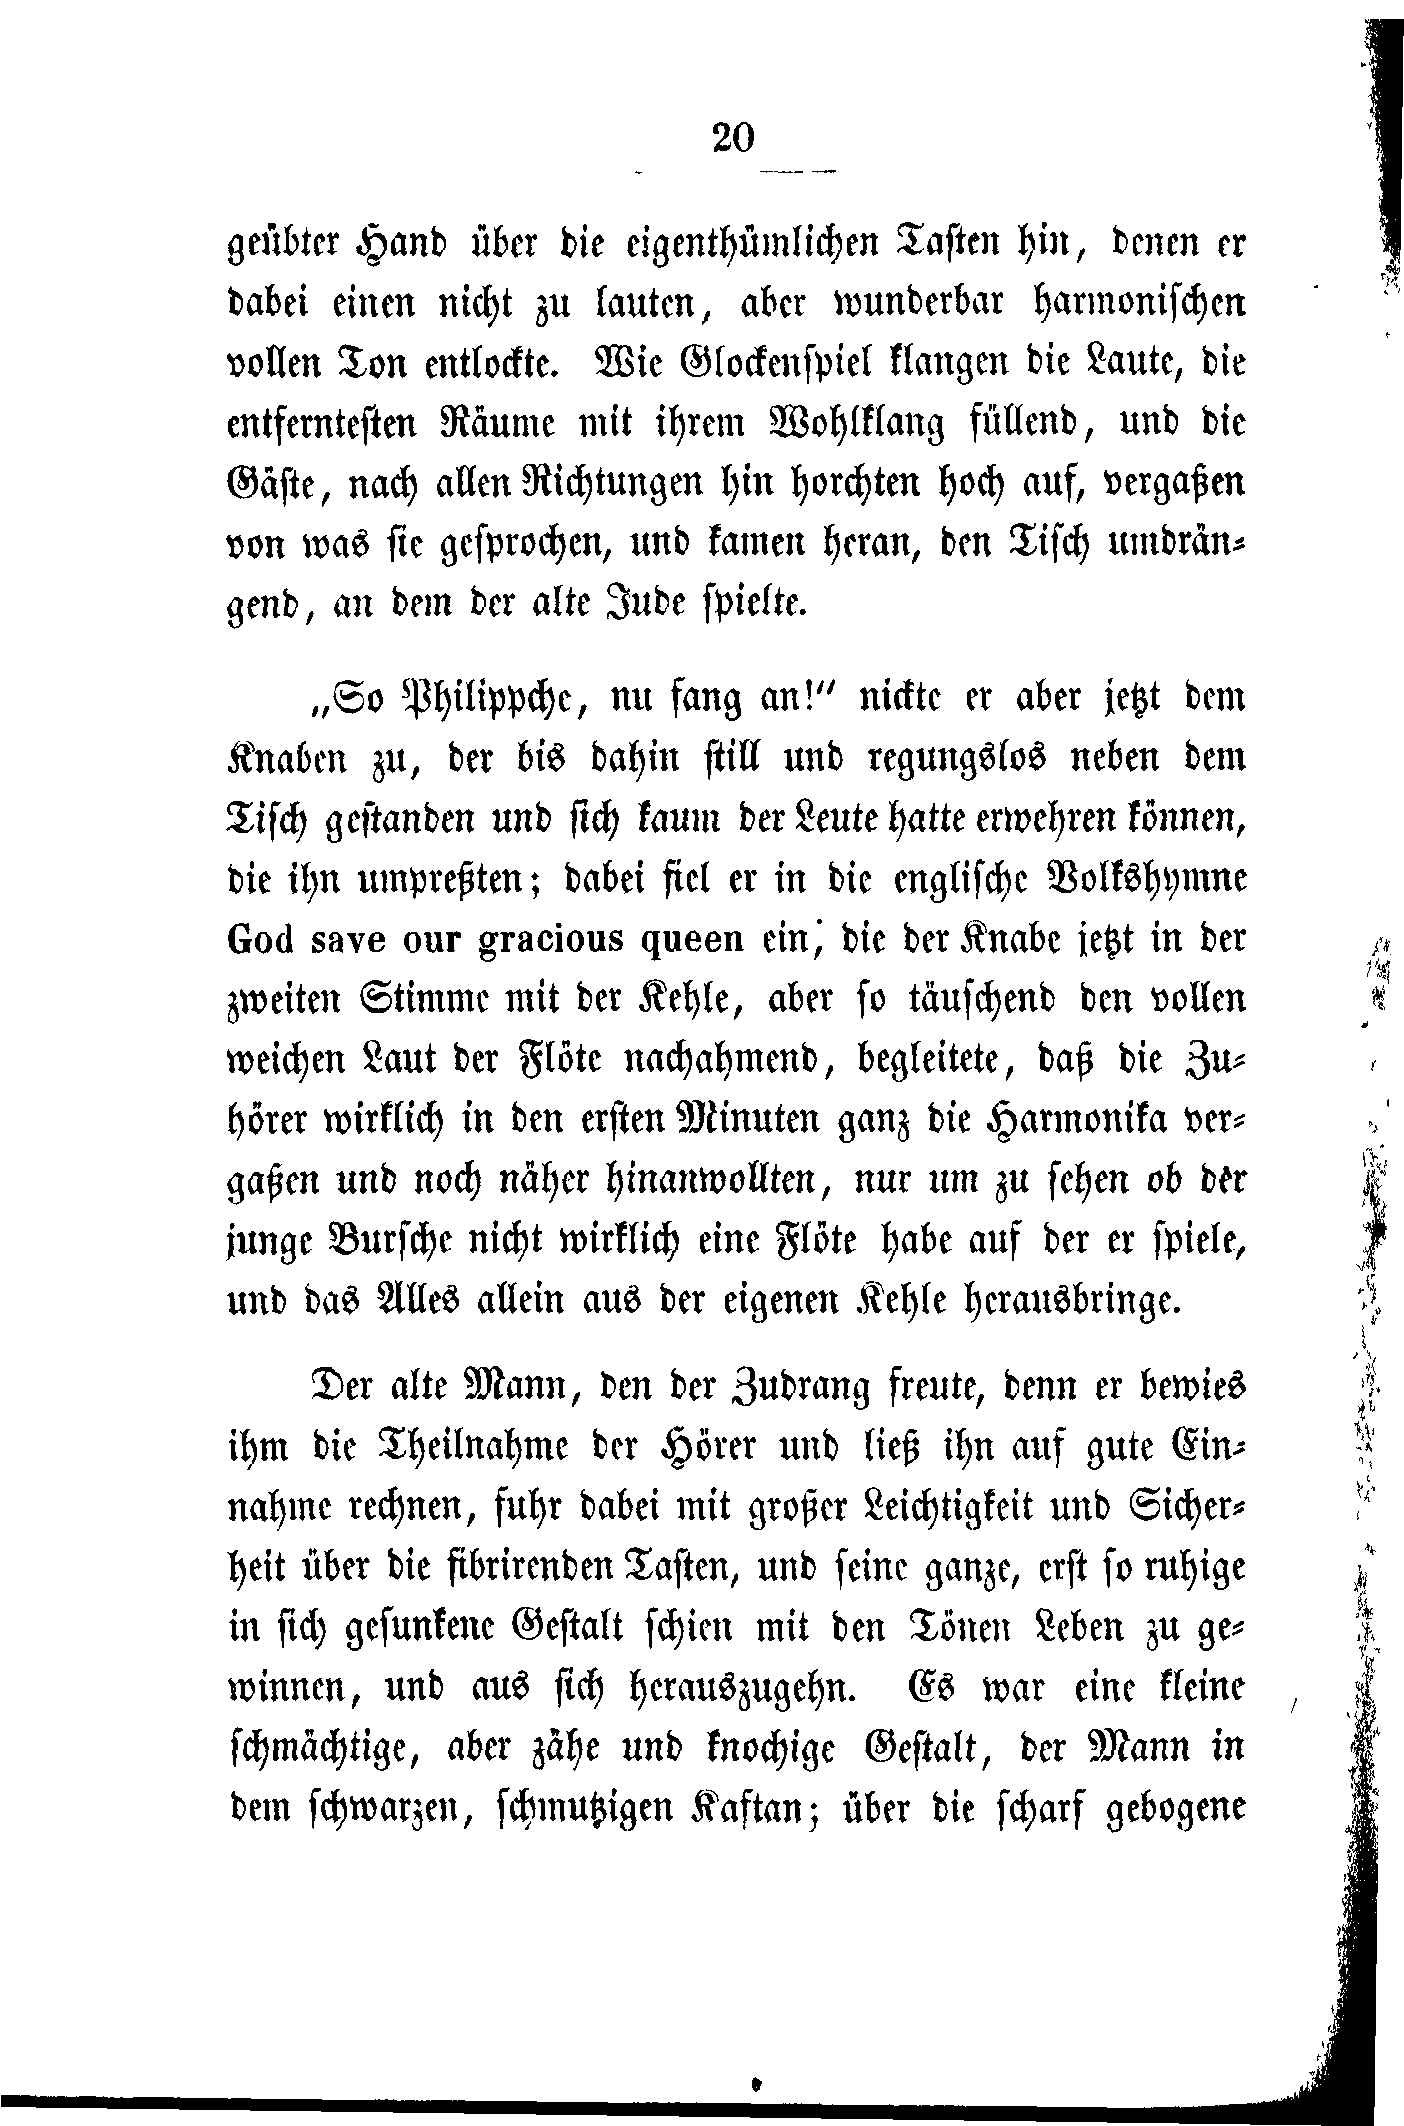 20
geübter Hand über die eigenthümlichen Tasten hin, denen er
dabei einen nicht zu lauten, aber wunderbar harmonischen
vollen Ton entlockte. Wie Glockenspiel klangen die Laute, die
entferntesten Räume mit ihrem Wohlklang füllend, und die
Gäste, nach allen Richtungen hin horchten hoch auf, vergaßen
von was sie gesprochen, und kamen heran, den Tisch umdrän-
gend, an dem der alte Jude spielte.
„So Philippche, nu fang an!“ nickte er aber jetzt dem
Knaben zu, der bis dahin still und regungslos neben dem
Tisch gestanden und sich kaum der Leute hatte erwehren können,
die ihn umpreßten; dabei fiel er in die englische Volkshymne
God save our gracious queen ein, die der Knabe jetzt in der
zweiten Stimme mit der Kehle, aber so täuschend den vollen
weichen Laut der Flöte nachahmend, begleitete, daß die Zu-
hörer wirklich in den ersten Minuten ganz die Harmonika ver-
gaßen und noch näher hinanwollten, nur um zu sehen ob der
junge Bursche nicht wirklich eine Flöte habe auf der er spiele,
und das Alles allein aus der eigenen Kehle herausbringe.
Der alte Mann, den der Zudrang freute, denn er bewies
ihm die Theilnahme der Hörer und ließ ihn auf gute Ein-
nahme rechnen, fuhr dabei mit großer Leichtigkeit und Sicher-
heit über die fibrirenden Tasten, und seine ganze, erst so ruhige
in sich gesunkene Gestalt schien mit den Tönen Leben zu ge-
winnen, und aus sich herauszugehn. Es war eine kleine
schmächtige, aber zähe und knochige Gestalt, der Mann in
dem schwarzen, schmutzigen Kaftan; über die scharf gebogene